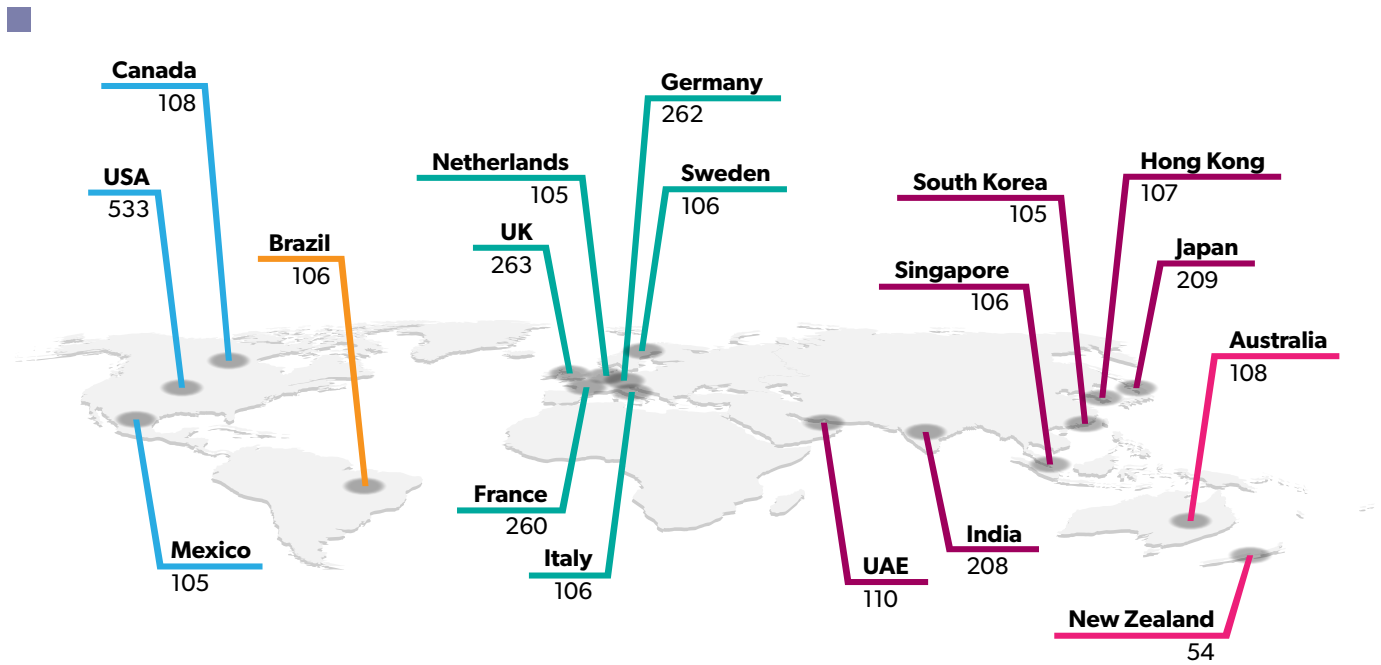 Canada
108
USA
533
Brazil
106
Mexico
105
Germany
262
Netherlands
105
Sweden
106
UK
263
France
260
Italy
106
Hong Kong
107
South Korea
105
Japan
209
Singapore
106
India
208
UAE
110
Australia
108
New Zealand
54